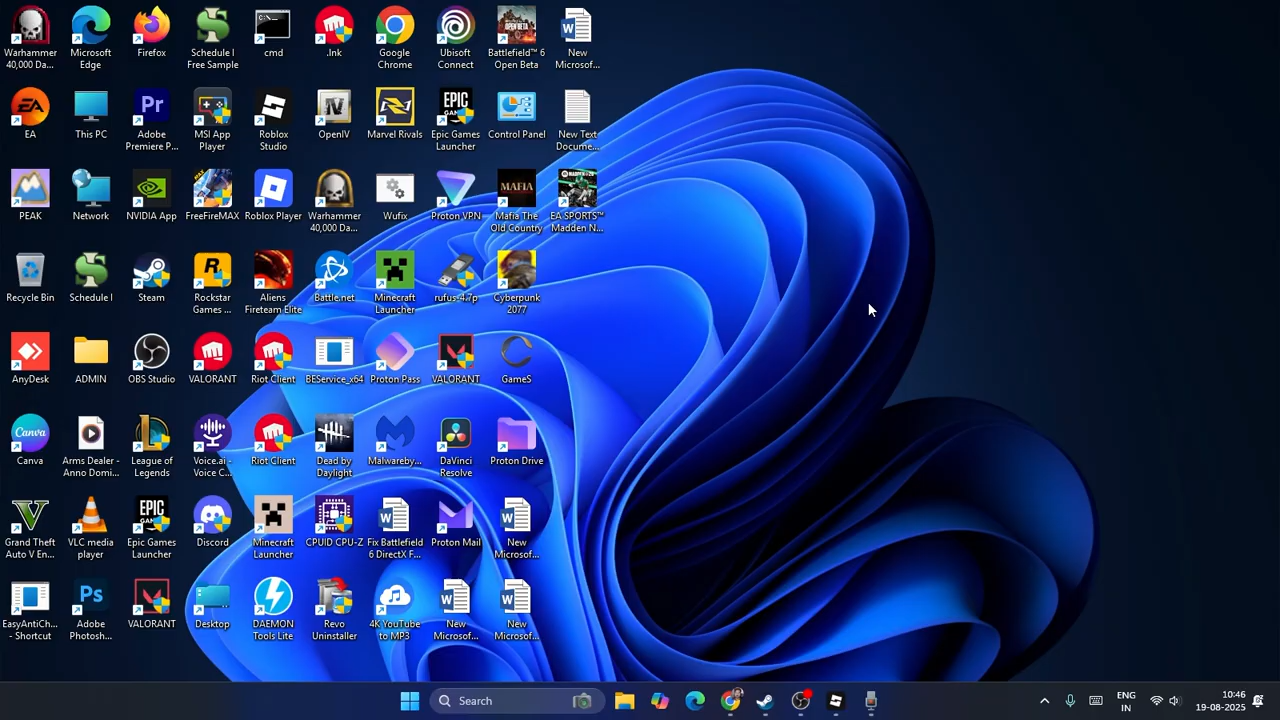 Warhammer
40,000 Da...
Microsoft
Edge
Firefox
Schedule I
Free Sample
cmd
.lnk
Google
Chrome
Ubisoft
Connect
Battlefield™ 6
Open Beta
New
Microsof...
EA
This PC
Adobe
Premiere P...
MSI App
Player
Roblox
Studio
OpenIV
Marvel Rivals
Epic Games
Launcher
Control Panel
New Text
Docume...
PEAK
Network
NVIDIA App
FreeFireMAX
Roblox Player
Warhammer
40,000 Da...
Wufix
Proton VPN
Mafia The
Old Country
EA SPORTS™
Madden N...
Recycle Bin
Schedule I
Steam
Rockstar
Games ...
Aliens
Fireteam Elite
Battle.net
Minecraft
Launcher
rufus-4.7p
Cyberpunk
2077
AnyDesk
ADMIN
OBS Studio
VALORANT
Riot Client
BEService_x64
Proton Pass
VALORANT
GameS
Canva
Arms Dealer -
Anno Domi...
League of
Legends
Voice.ai -
Voice C...
Riot Client
Dead by
Daylight
Malwareby...
DaVinci
Resolve
Proton Drive
Grand Theft
Auto V En...
VLC media
player
Epic Games
Launcher
Discord
Minecraft
Launcher
CPUID CPU-Z
Fix Battlefield
6 DirectX F...
Proton Mail
New
Microsof...
EasyAntiCh...
- Shortcut
Adobe
Photosh...
VALORANT
Desktop
DAEMON
Tools Lite
Revo
Uninstaller
4K YouTube
to MP3
New
Microsof...
New
Microsof...
Search
ENG
IN
10:46
19-08-2025